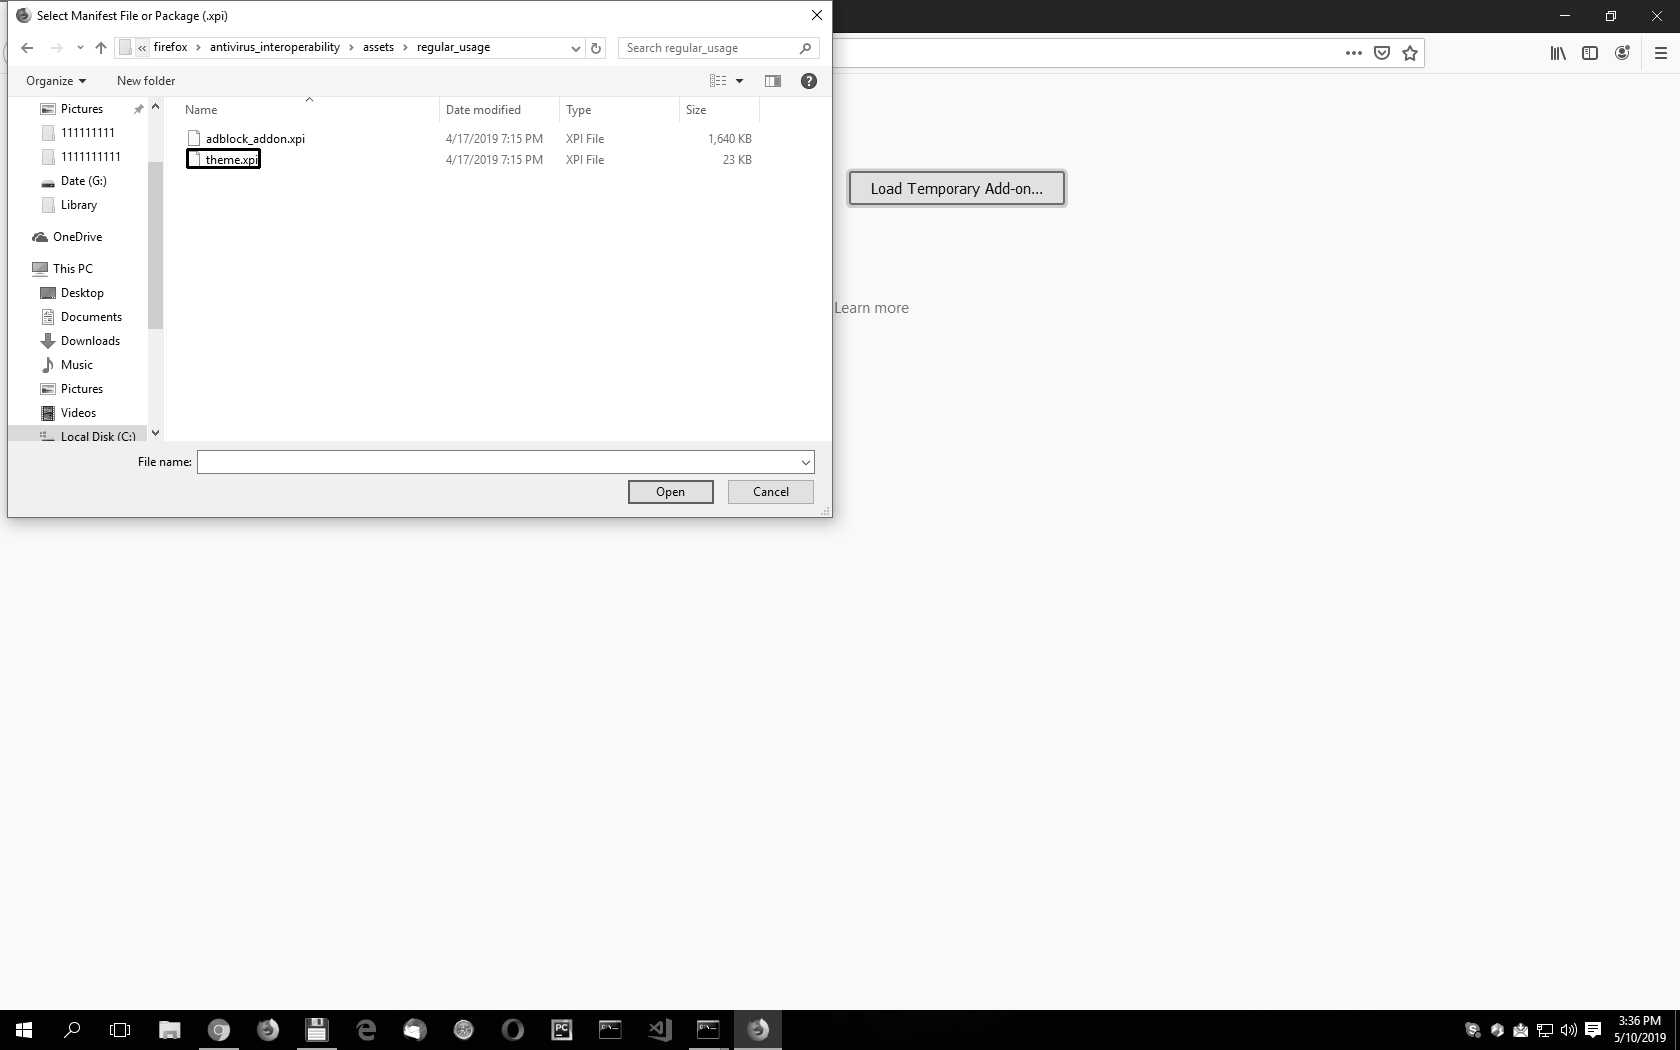 Select Manifest File or Package (.xpi)
« firefox > antivirus_interoperability > assets > regular_usage
Search regular_usage
Organize
New folder
Name
Date modified
Type
Size
Pictures
111111111
1111111111
Date (G:)
Library
OneDrive
This PC
Desktop
Documents
Downloads
Music
Pictures
Videos
Local Disk (C:)
adblock_addon.xpi 4/17/2019 7:15 PM XPI File 1,640 KB
theme.xpi 4/17/2019 7:15 PM XPI File 23 KB
File name:
Open
Cancel
Load Temporary Add-on...
Learn more
PC
3:36 PM
5/10/2019